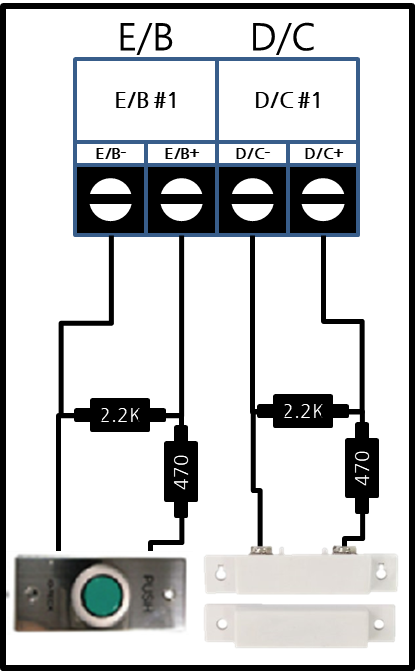 E/B D/C
E/B #1 D/C #1
E/B- E/B+ D/C- D/C+
2.2K 2.2K
470 470
PUSH